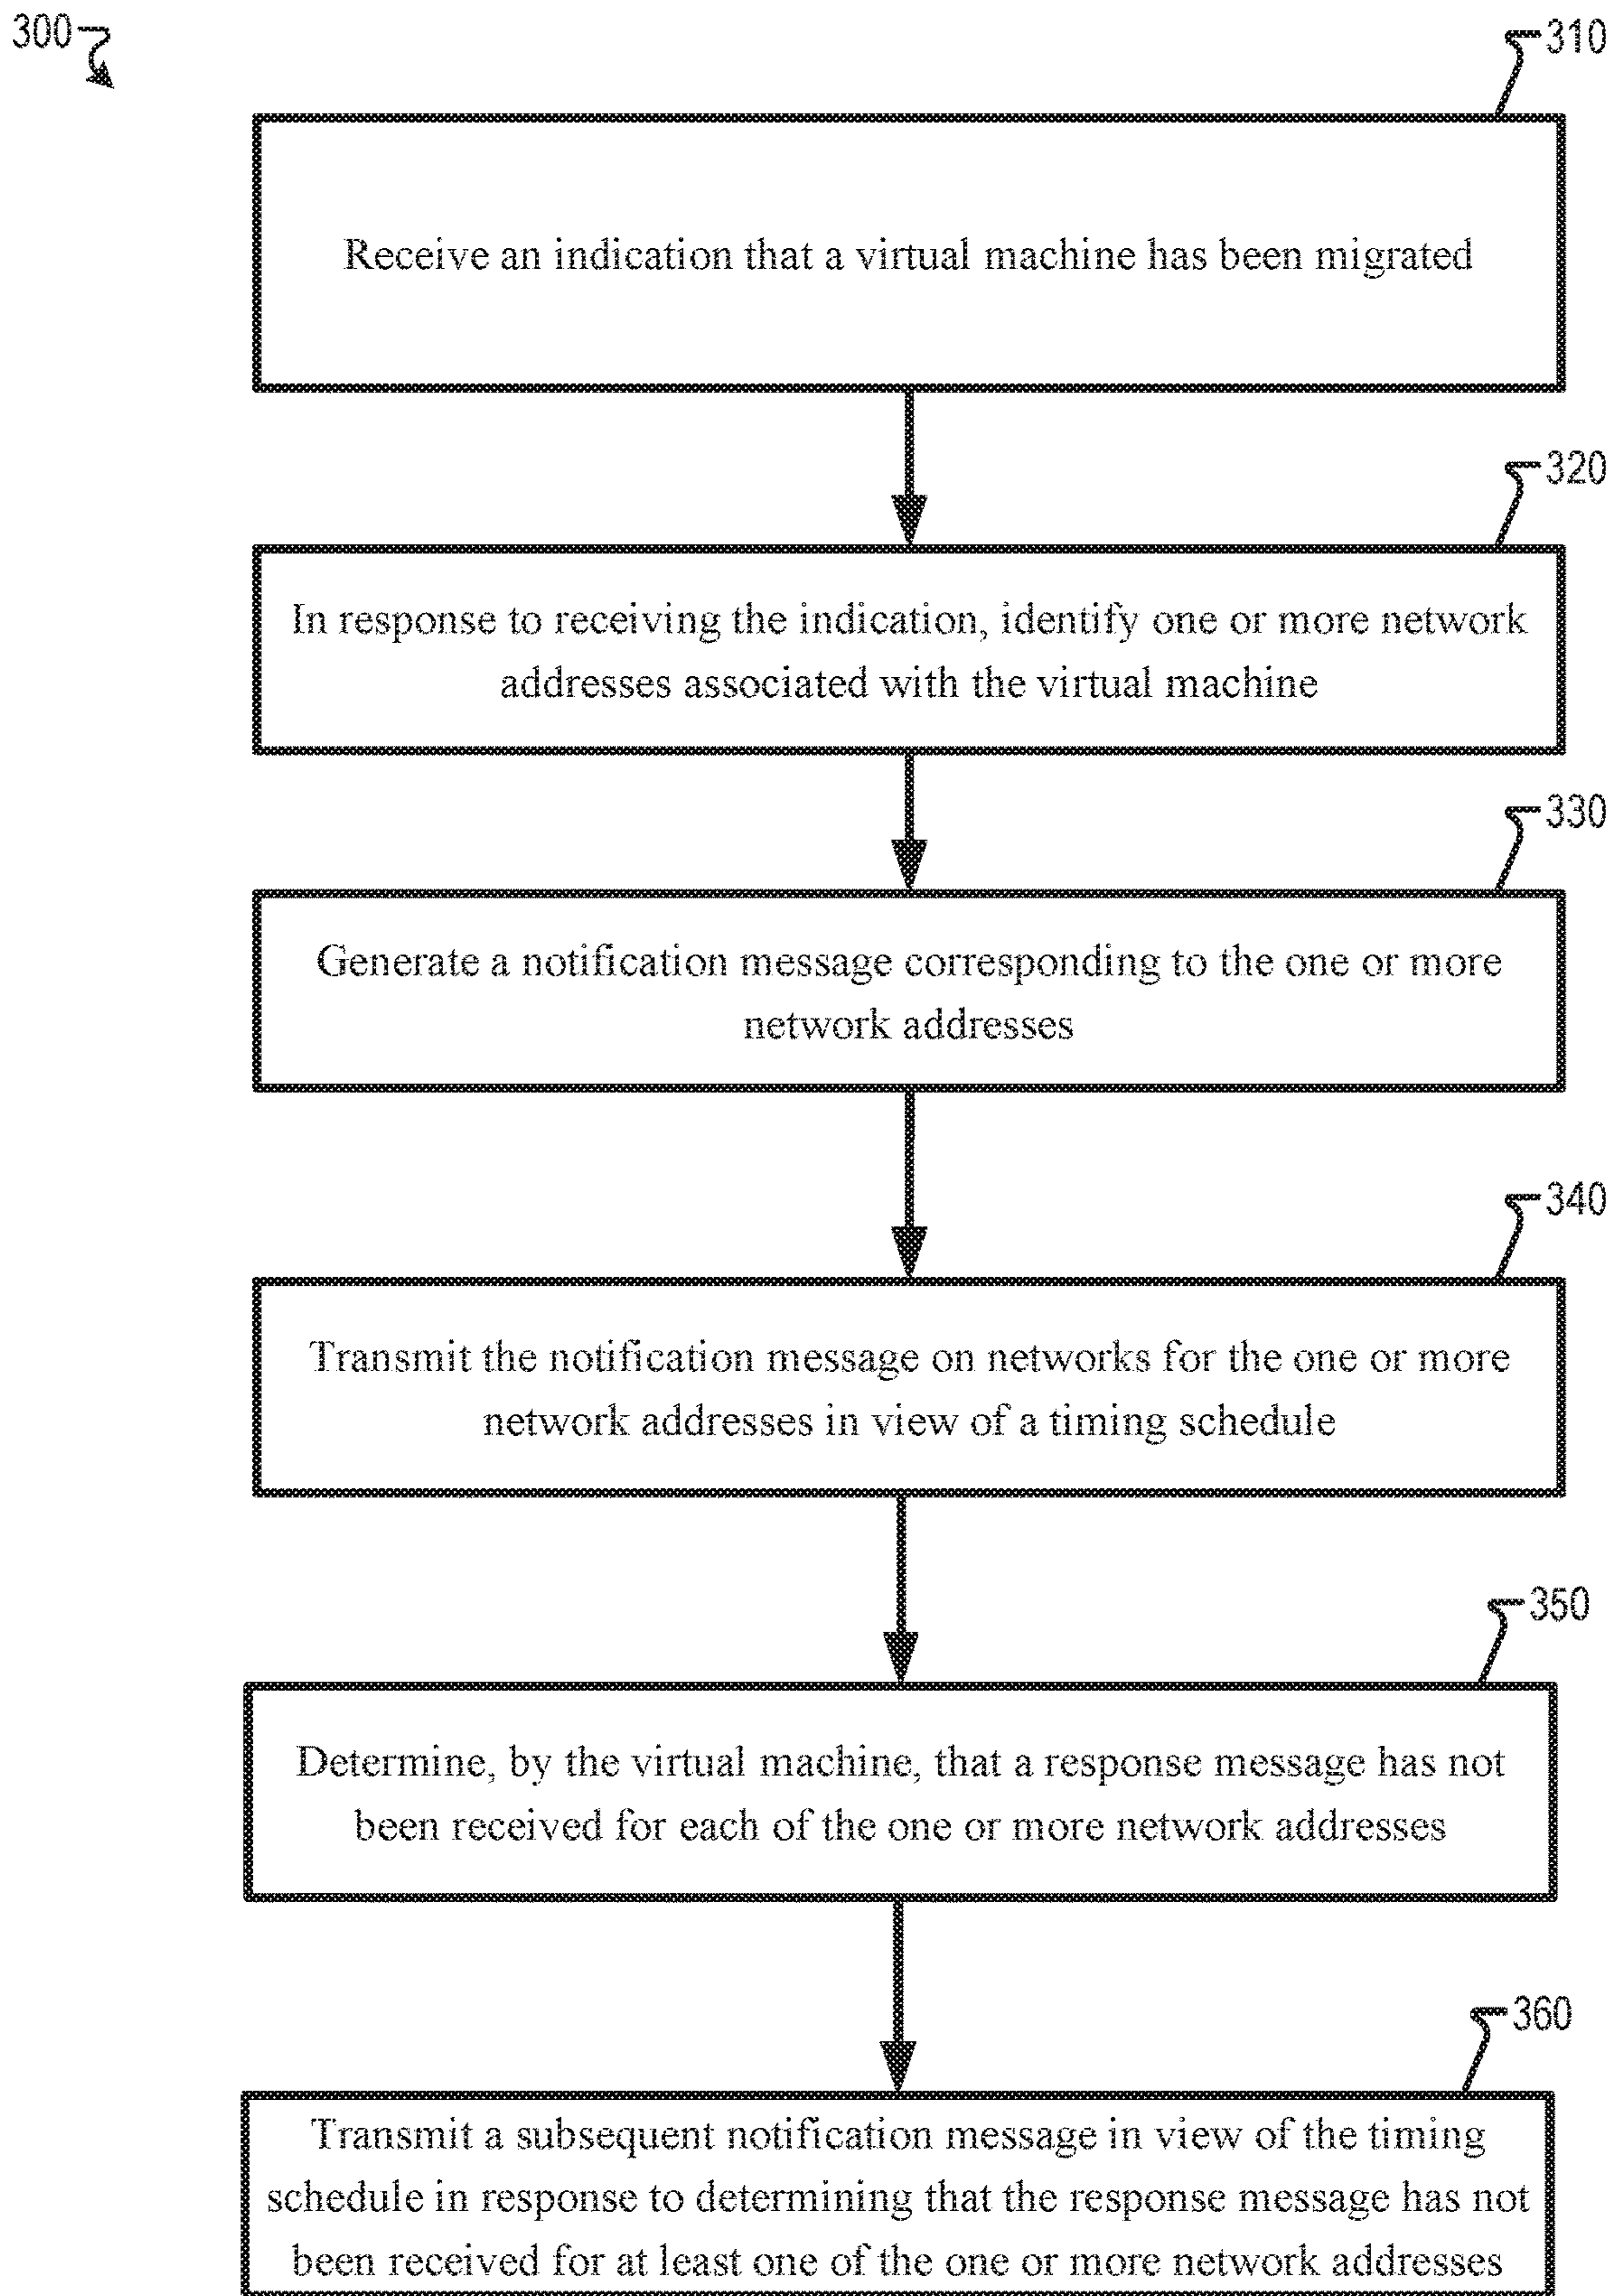 300
310
Receive an indication that a virtual machine has been migrated
320
In response to receiving the indication, identify one or more network
addresses associated with the virtual machine
330
Generate a notification message corresponding to the one or more
network addresses
340
Transmit the notification message on networks for the one or more
network addresses in view of a timing schedule
350
Determine, by the virtual machine, that a response message has not
been received for each of the one or more network addresses
360
Transmit a subsequent notification message in view of the timing
schedule in response to determining that the response message has not
been received for at least one of the one or more network addresses